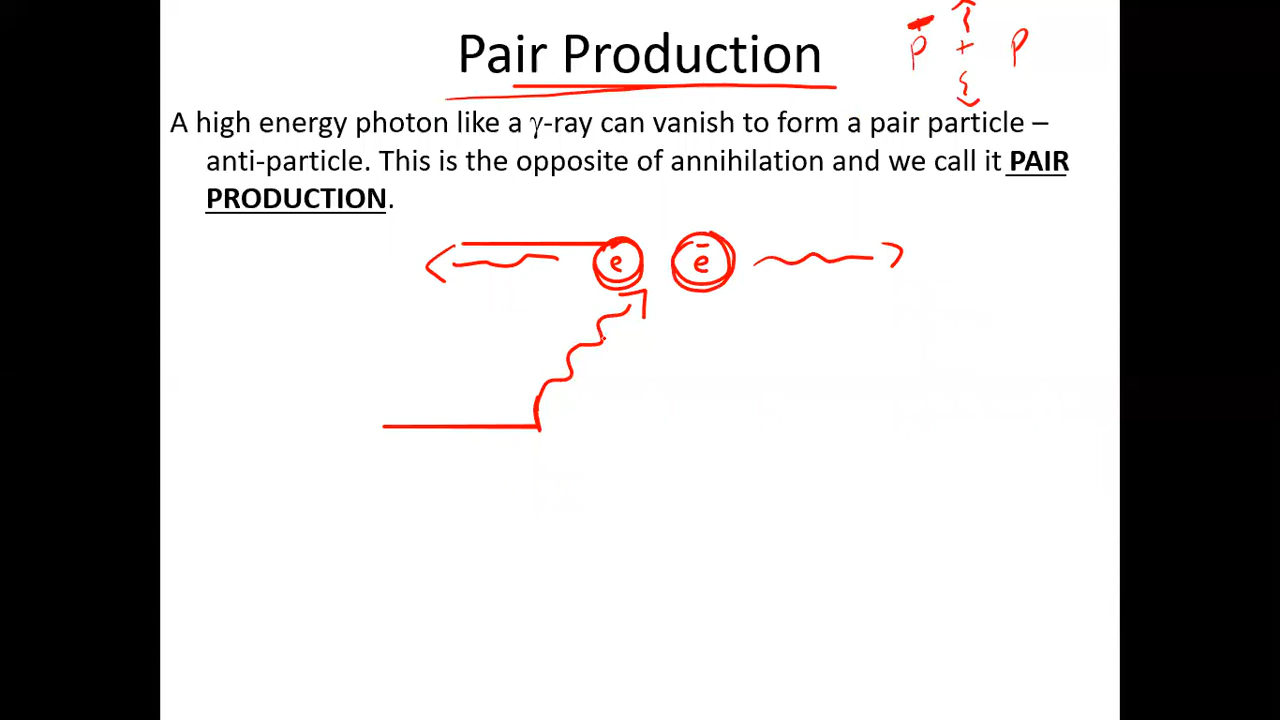 Pair Production
p̄ + p
A high energy photon like a γ-ray can vanish to form a pair particle –
anti-particle. This is the opposite of annihilation and we call it PAIR
PRODUCTION.
e ē